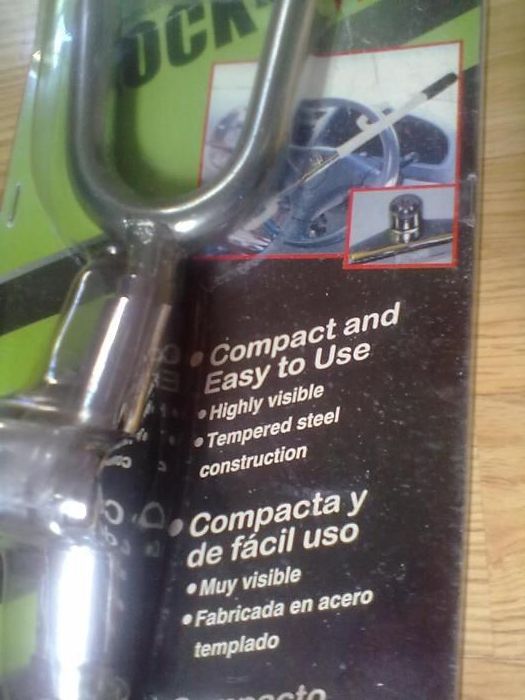 Compact and
Easy to Use
• Highly visible
• Tempered steel
construction
• Compacta y
de fácil uso
• Muy visible
• Fabricada en acero
templado